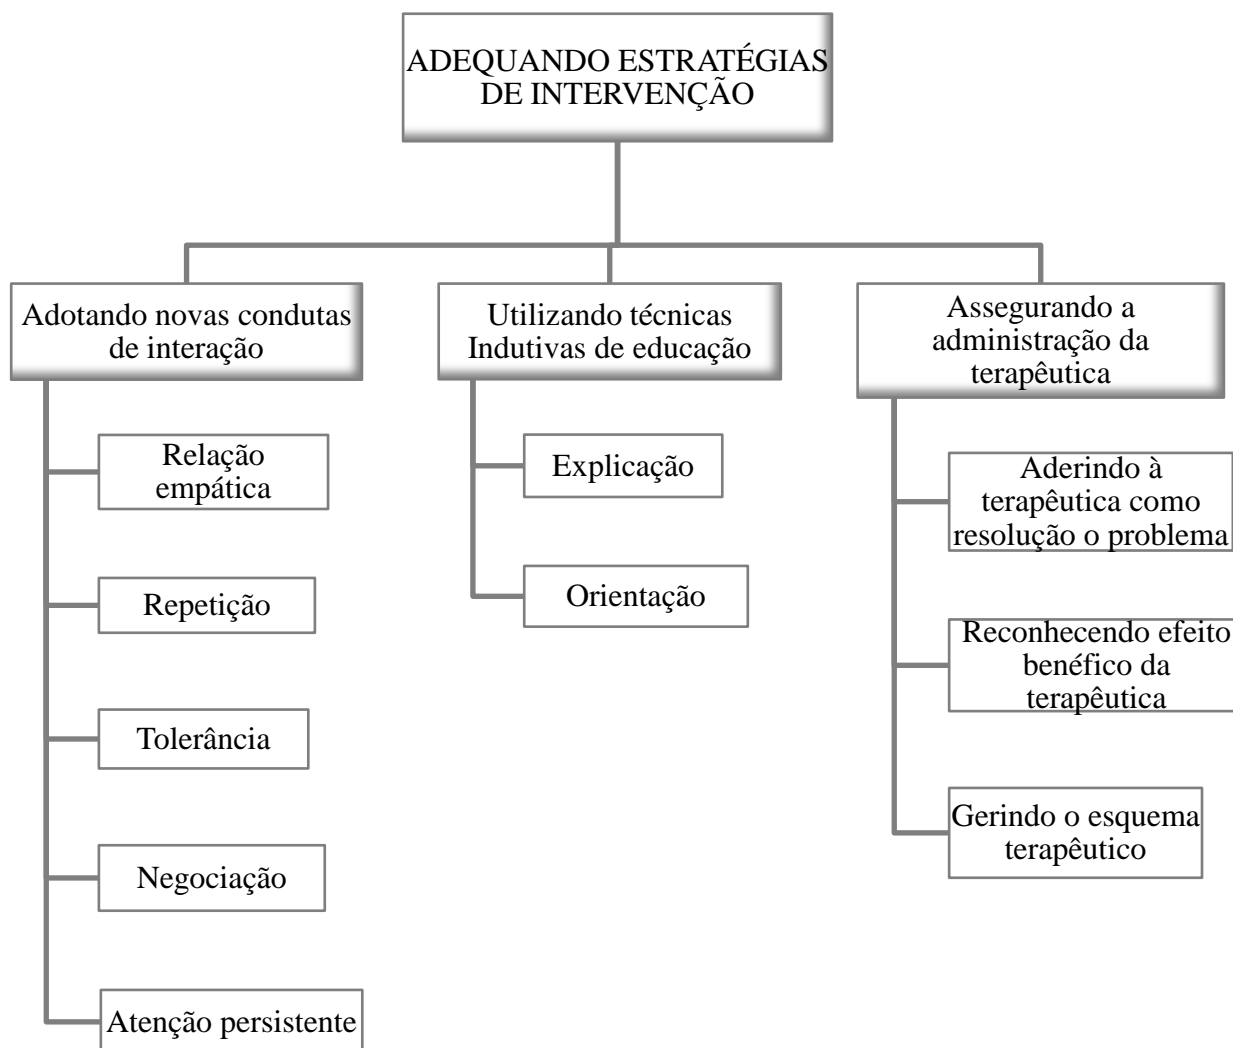 ADEQUANDO ESTRATÉGIAS
DE INTERVENÇÃO
Adotando novas condutas
de interação
Relação
empática
Repetição
Tolerância
Negociação
Atenção persistente
Utilizando técnicas
Indutivas de educação
Explicação
Orientação
Assegurando a
administração da
terapêutica
Aderindo à
terapêutica como
resolução o problema
Reconhecendo efeito
benéfico da
terapêutica
Gerindo o esquema
terapêutico